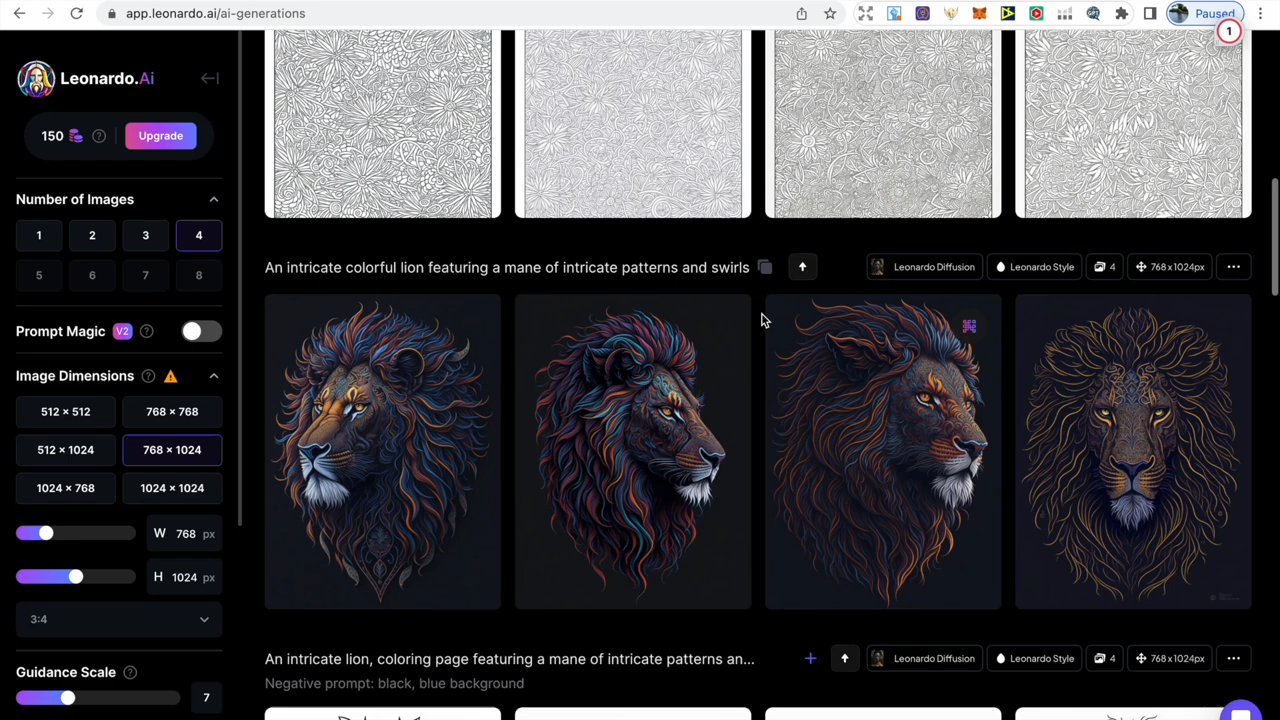 app.leonardo.ai/ai-generations
Paused
1
Leonardo.Ai
150
Upgrade
Number of Images
1 2 3 4
5 6 7 8
Prompt Magic V2
Image Dimensions
512 × 512 768 × 768
512 × 1024 768 × 1024
1024 × 768 1024 × 1024
W 768 px
H 1024 px
3:4
Guidance Scale
7
An intricate colorful lion featuring a mane of intricate patterns and swirls
Leonardo Diffusion Leonardo Style 4 768x1024px
An intricate lion, coloring page featuring a mane of intricate patterns an...
Leonardo Diffusion Leonardo Style 4 768x1024px
Negative prompt: black, blue background